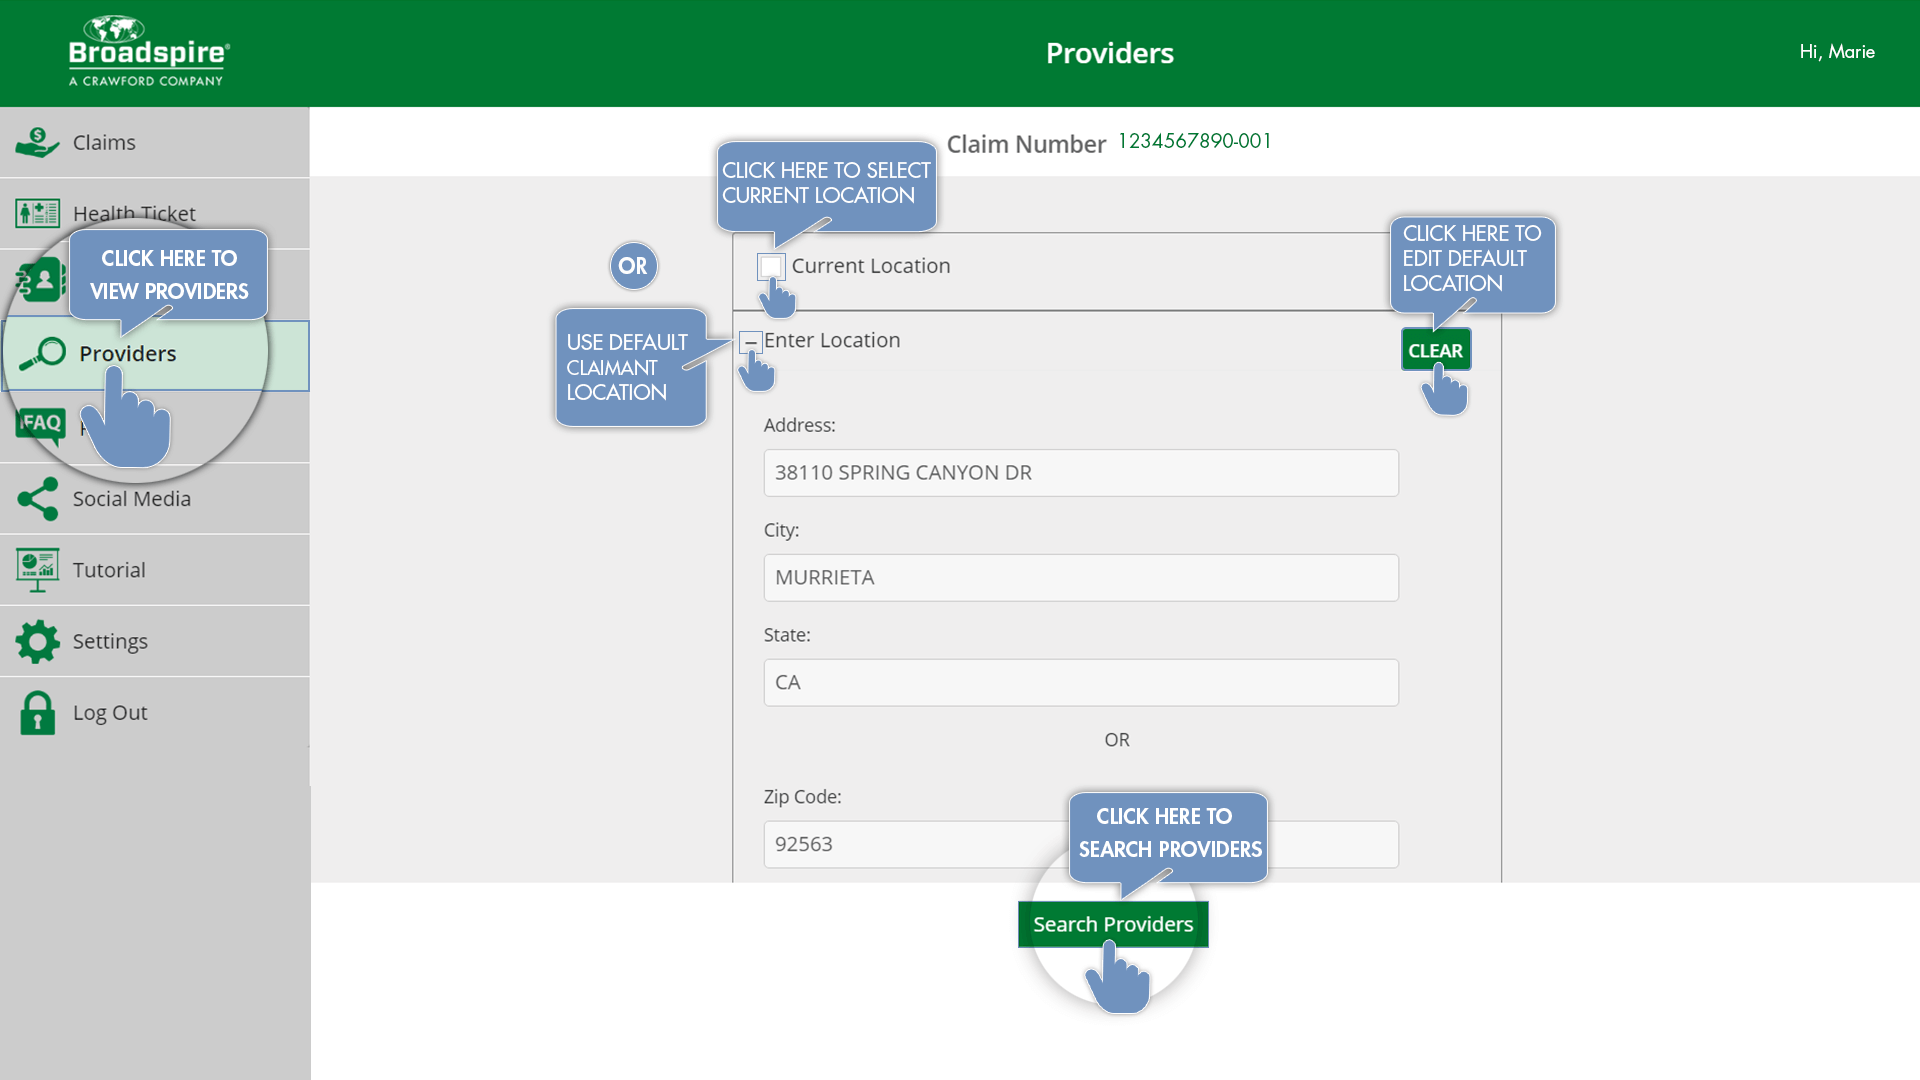 Broadspire®
A CRAWFORD COMPANY
Providers
Hi, Marie
Claims
Health Ticket
CLICK HERE TO
VIEW PROVIDERS
Providers
FAQ
Social Media
Tutorial
Settings
Log Out
Claim Number 1234567890-001
CLICK HERE TO SELECT
CURRENT LOCATION
OR
Current Location
CLICK HERE TO
EDIT DEFAULT
LOCATION
USE DEFAULT
CLAIMANT
LOCATION
Enter Location
CLEAR
Address:
38110 SPRING CANYON DR
City:
MURRIETA
State:
CA
OR
Zip Code:
92563
CLICK HERE TO
SEARCH PROVIDERS
Search Providers